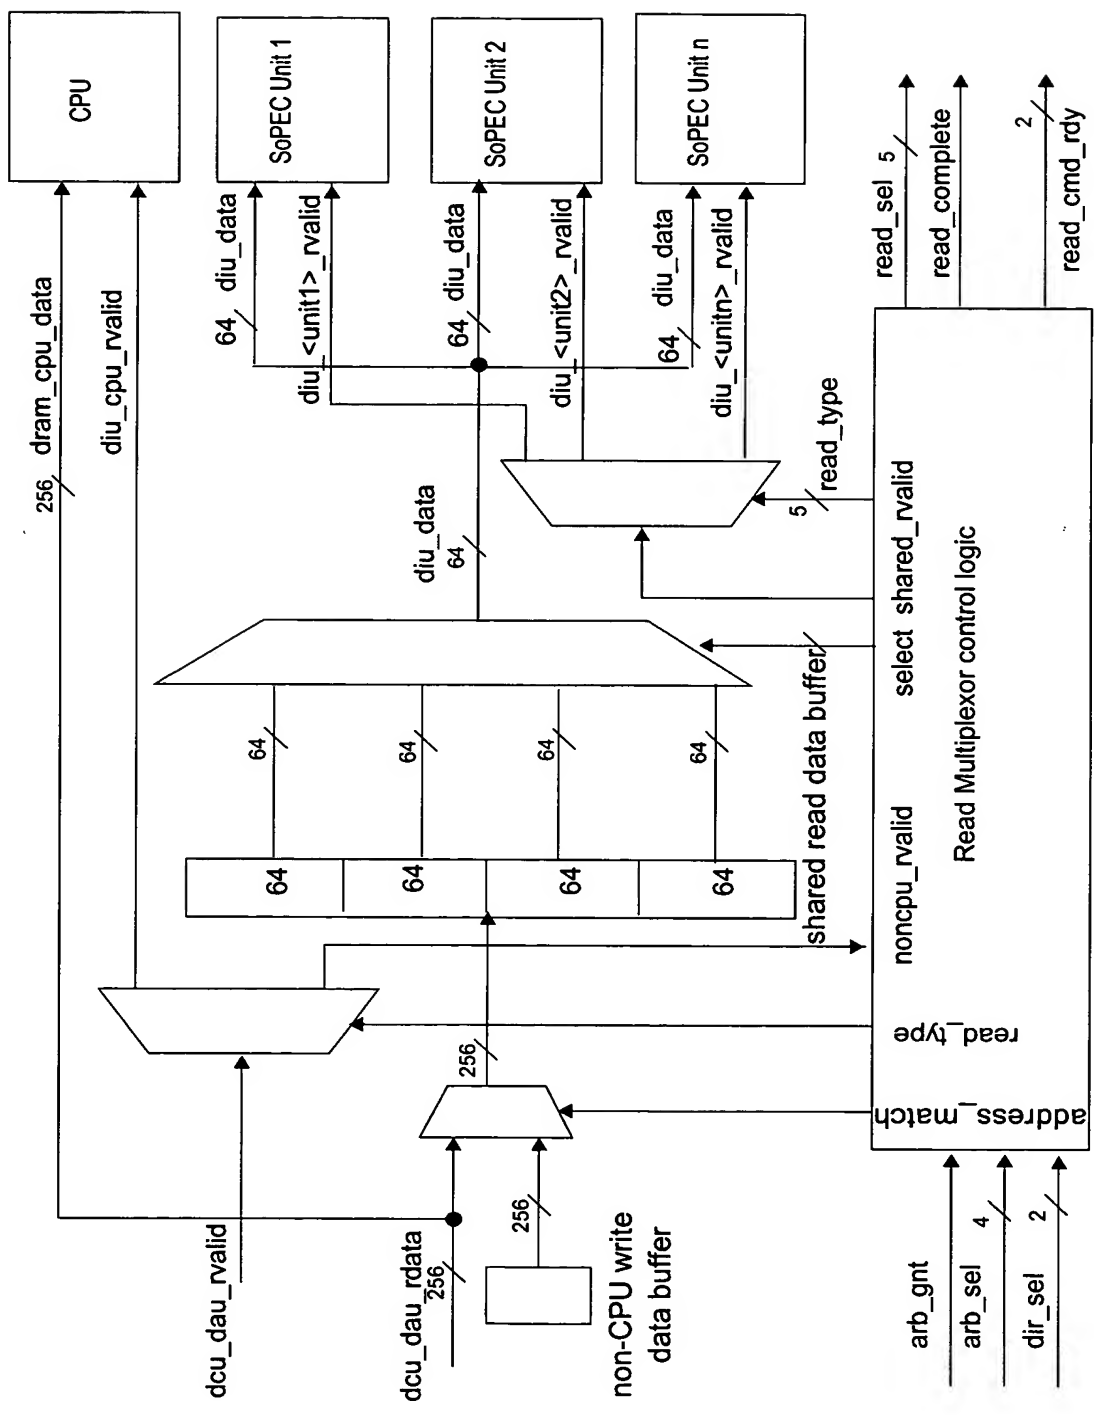 CPU
SoPEC Unit 1
SoPEC Unit 2
SoPEC Unit n
256
dram_cpu_data
diu_cpu_rvalid
64
diu_data
diu_<unit1>_rvalid
64
diu_data
diu_<unit2>_rvalid
64
diu_data
diu_<unitn>_rvalid
diu_data
64
5
read_type
64
64
64
64
64
64
64
64
shared read data buffer
256
dcu_dau_rvalid
dcu_dau_rdata
256
256
non-CPU write
data buffer
address_match
read_type
noncpu_rvalid
select
shared_rvalid
Read Multiplexor control logic
arb_gnt
arb_sel
4
dir_sel
2
read_sel
5
read_complete
read_cmd_rdy
2